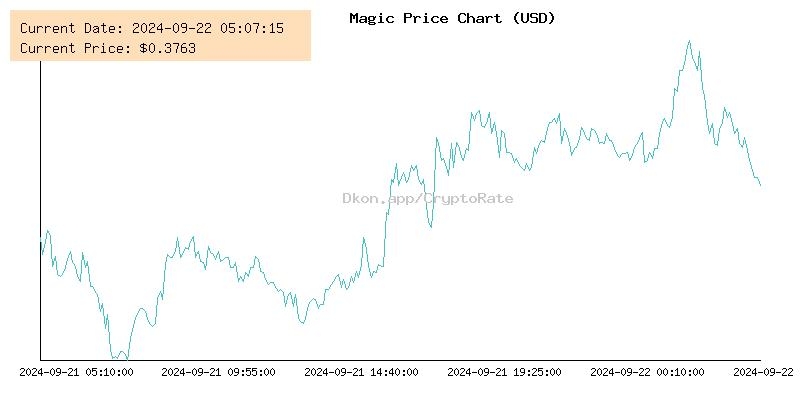 Magic Price Chart (USD)
Current Date: 2024-09-22 05:07:15
Current Price: $0.3763
Dkon.app/CryptoRate
2024-09-21 05:10:00 2024-09-21 09:55:00 2024-09-21 14:40:00 2024-09-21 19:25:00 2024-09-22 00:10:00 2024-09-22